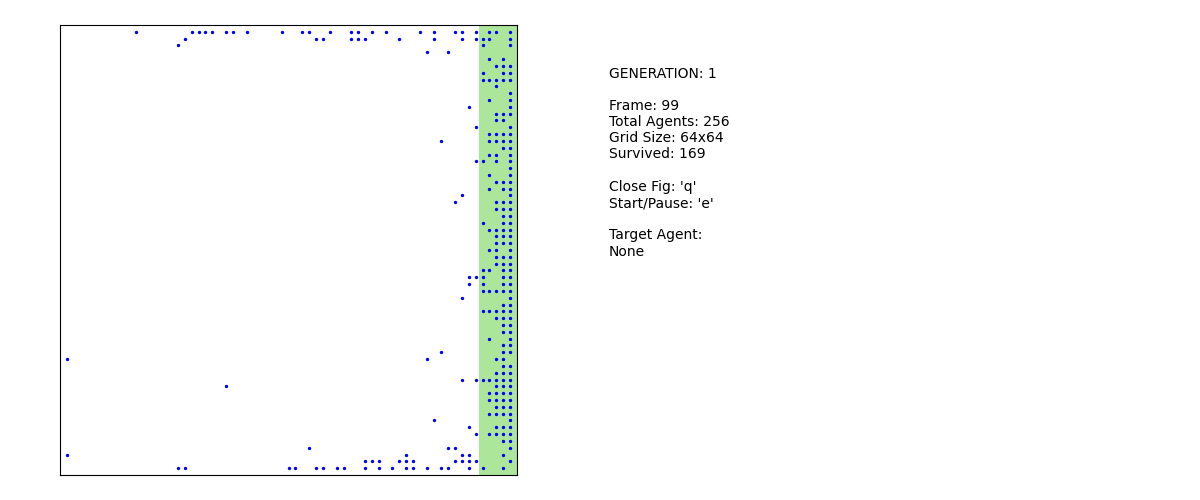 GENERATION: 1
Frame: 99
Total Agents: 256
Grid Size: 64x64
Survived: 169
Close Fig: 'q'
Start/Pause: 'e'
Target Agent:
None